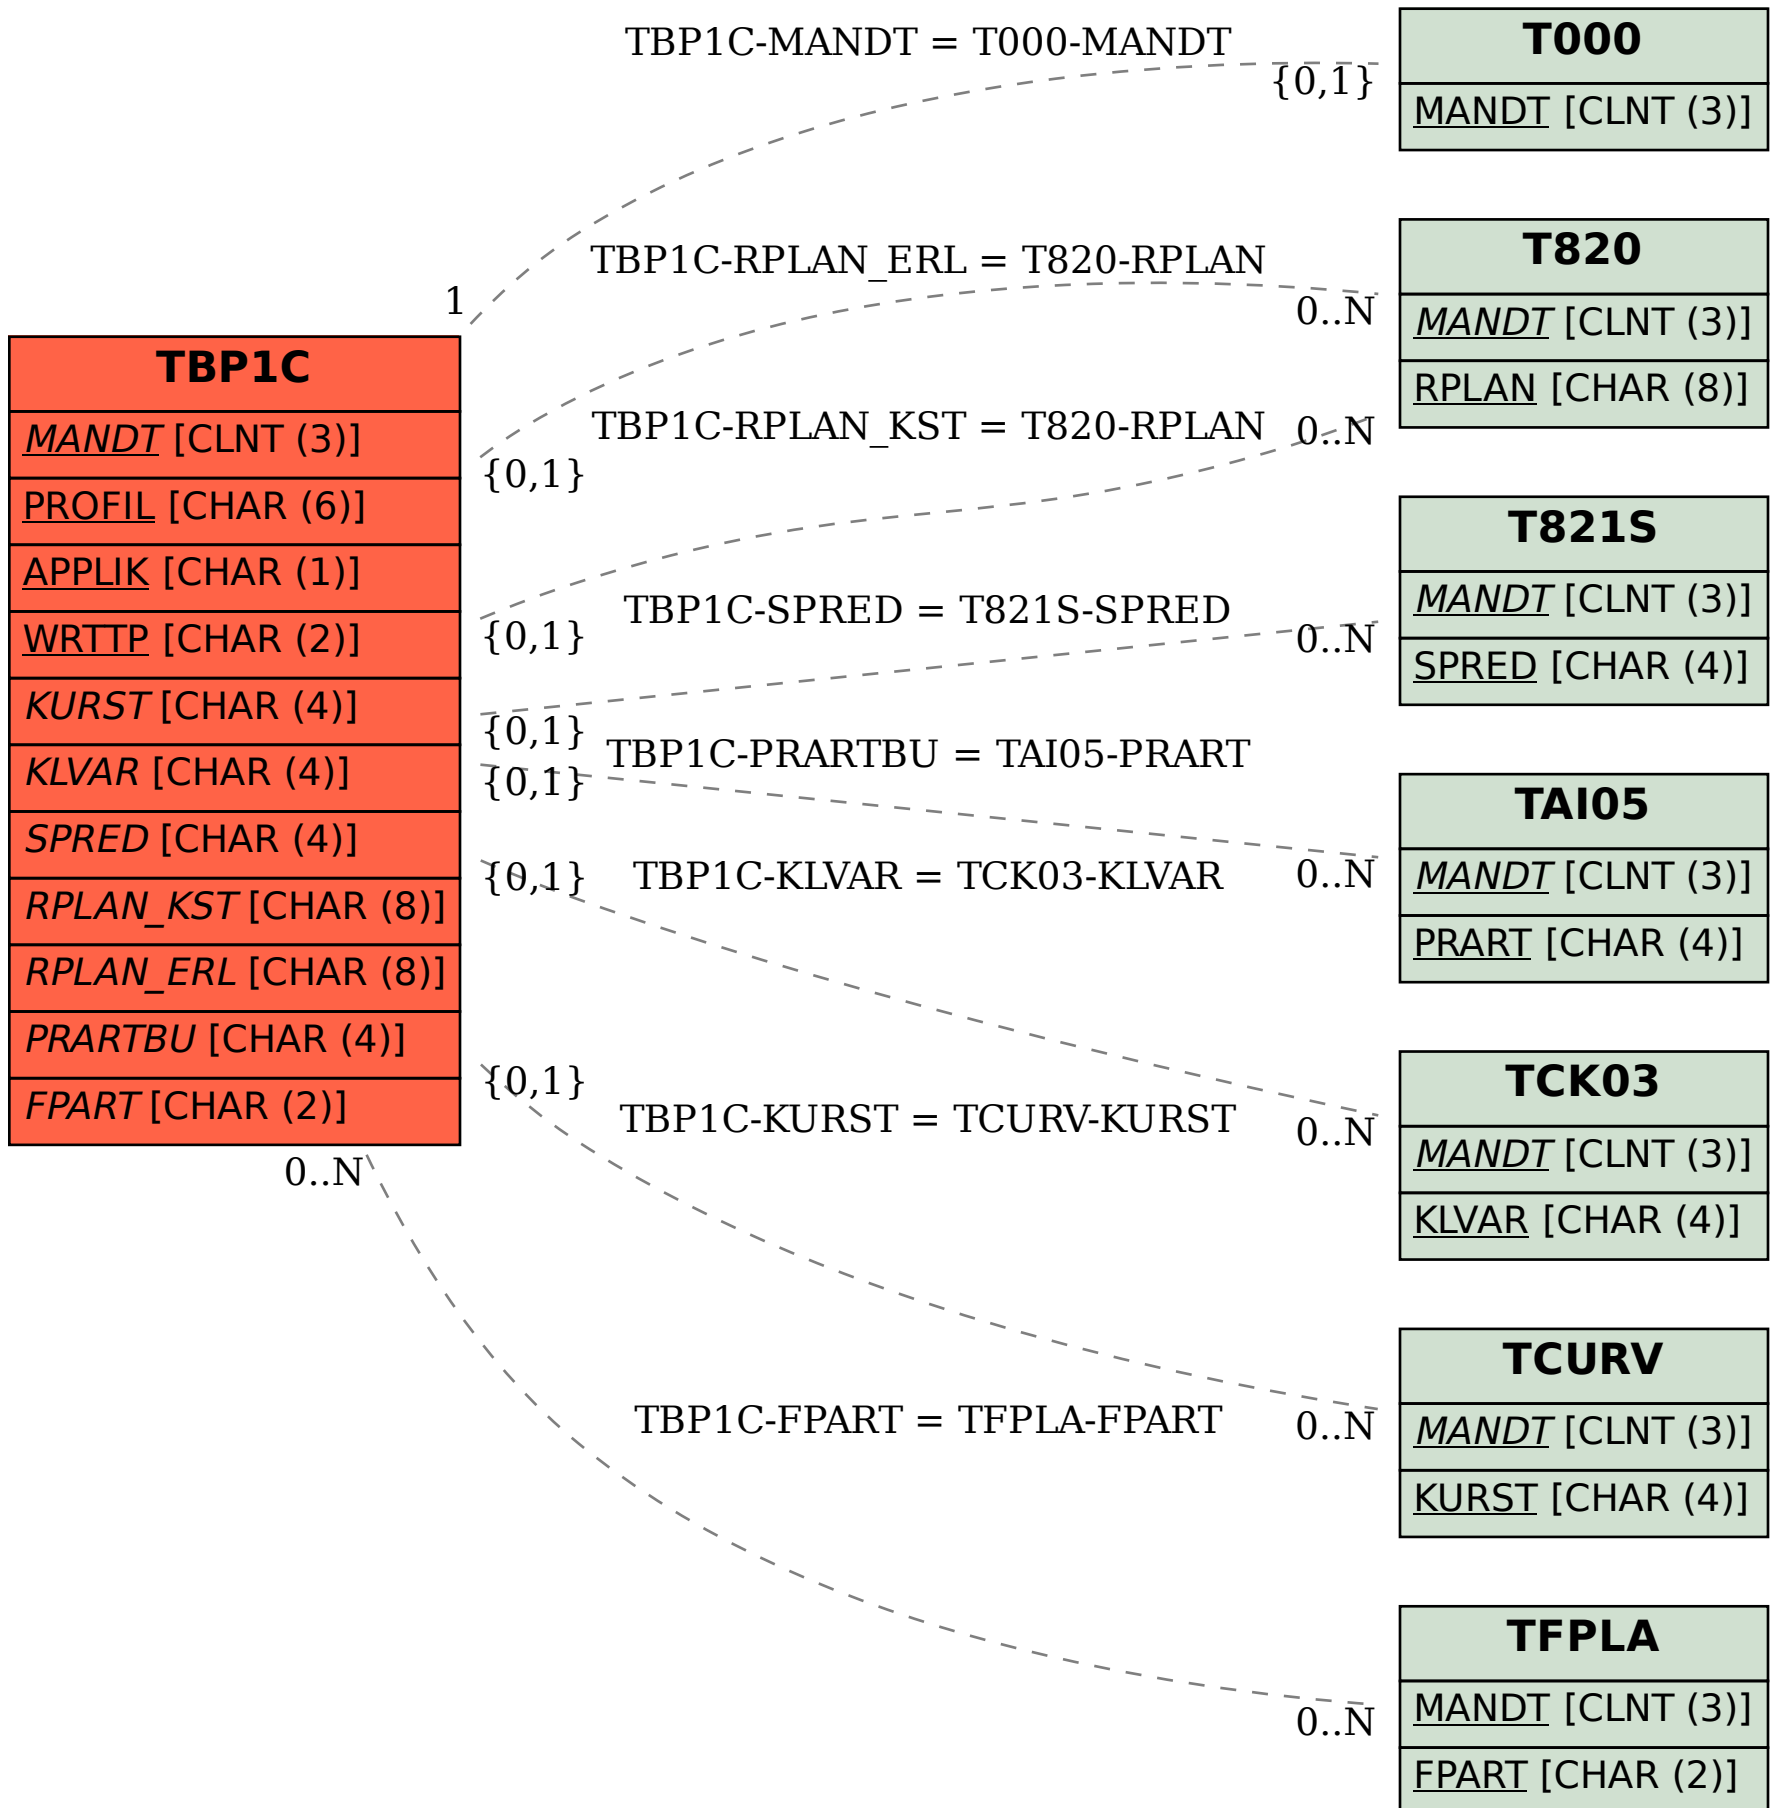 TBP1C-MANDT = T000-MANDT
{0,1}
1
TBP1C-RPLAN_ERL = T820-RPLAN
0..N
{0,1}
TBP1C-RPLAN_KST = T820-RPLAN
0..N
{0,1}
TBP1C-SPRED = T821S-SPRED
0..N
{0,1}
TBP1C-PRARTBU = TAI05-PRART
{0,1}
0..N
TBP1C-KLVAR = TCK03-KLVAR
{0,1}
0..N
TBP1C-KURST = TCURV-KURST
{0,1}
0..N
TBP1C-FPART = TFPLA-FPART
0..N
0..N
TBP1C
MANDT [CLNT (3)]
PROFIL [CHAR (6)]
APPLIK [CHAR (1)]
WRTTP [CHAR (2)]
KURST [CHAR (4)]
KLVAR [CHAR (4)]
SPRED [CHAR (4)]
RPLAN_KST [CHAR (8)]
RPLAN_ERL [CHAR (8)]
PRARTBU [CHAR (4)]
FPART [CHAR (2)]
T000
MANDT [CLNT (3)]
T820
MANDT [CLNT (3)]
RPLAN [CHAR (8)]
T821S
MANDT [CLNT (3)]
SPRED [CHAR (4)]
TAI05
MANDT [CLNT (3)]
PRART [CHAR (4)]
TCK03
MANDT [CLNT (3)]
KLVAR [CHAR (4)]
TCURV
MANDT [CLNT (3)]
KURST [CHAR (4)]
TFPLA
MANDT [CLNT (3)]
FPART [CHAR (2)]